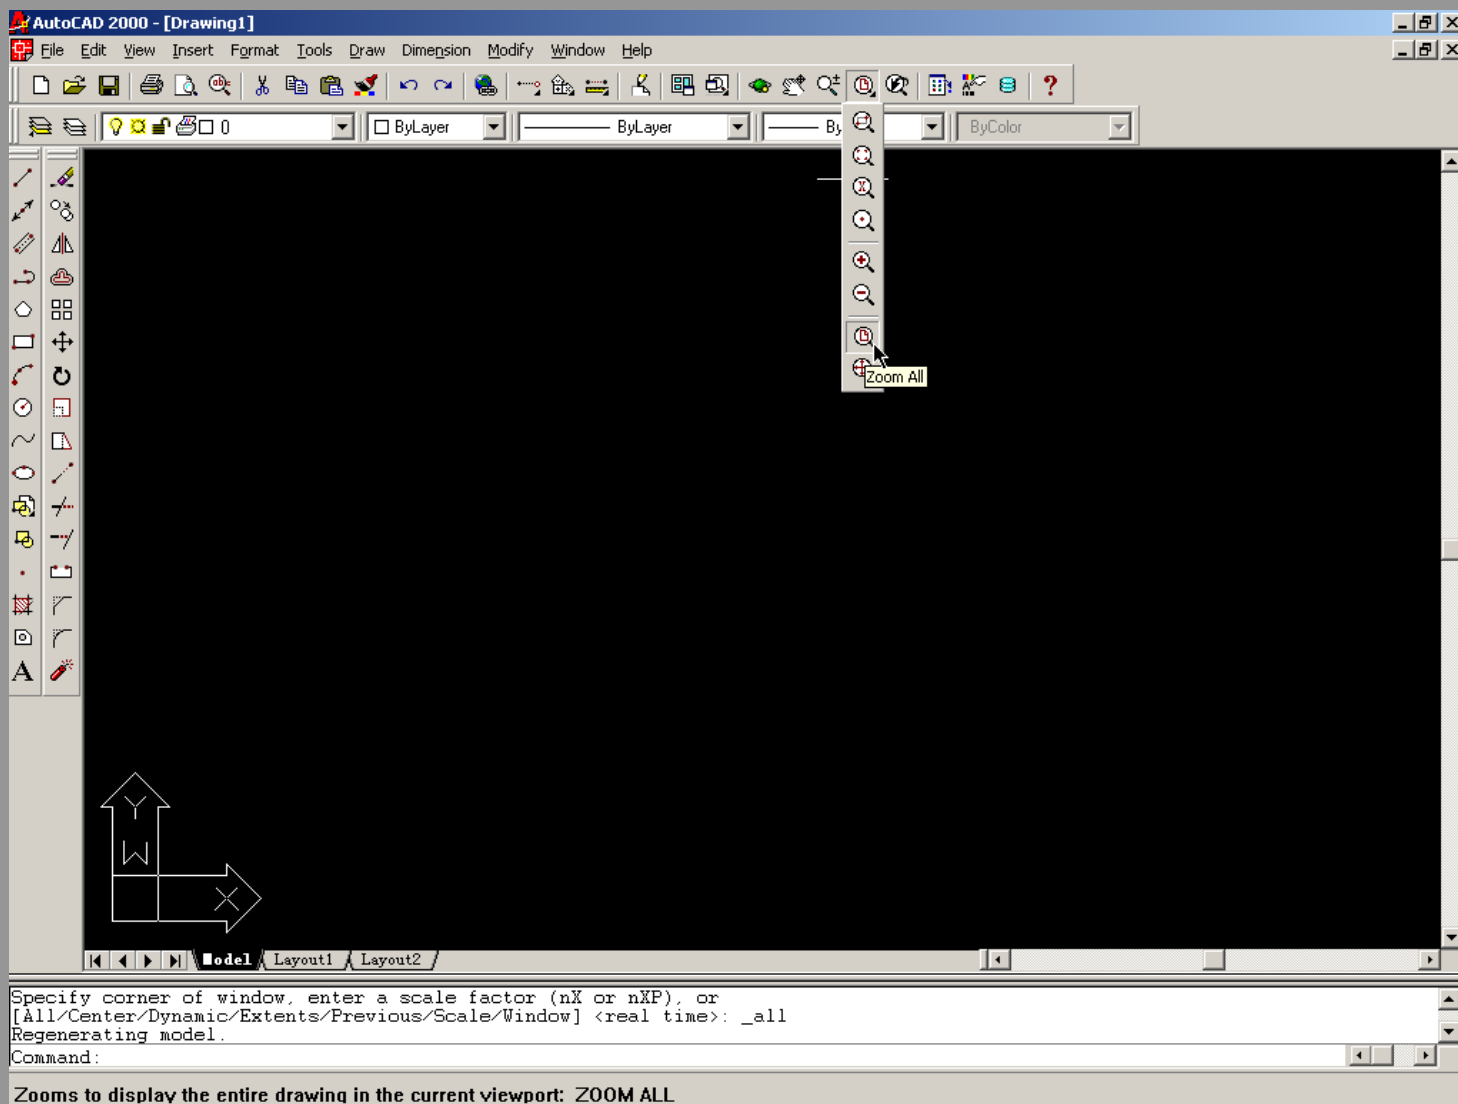 AutoCAD 2000 - [Drawing1]
File Edit View Insert Format Tools Draw Dimension Modify Window Help
0 ByLayer ByLayer By ByColor
Zoom All
Y
W
X
Model Layout1 Layout2
Specify corner of window, enter a scale factor (nX or nXP), or
[All/Center/Dynamic/Extents/Previous/Scale/Window] <real time>: _all
Regenerating model.
Command:
Zooms to display the entire drawing in the current viewport: ZOOM ALL